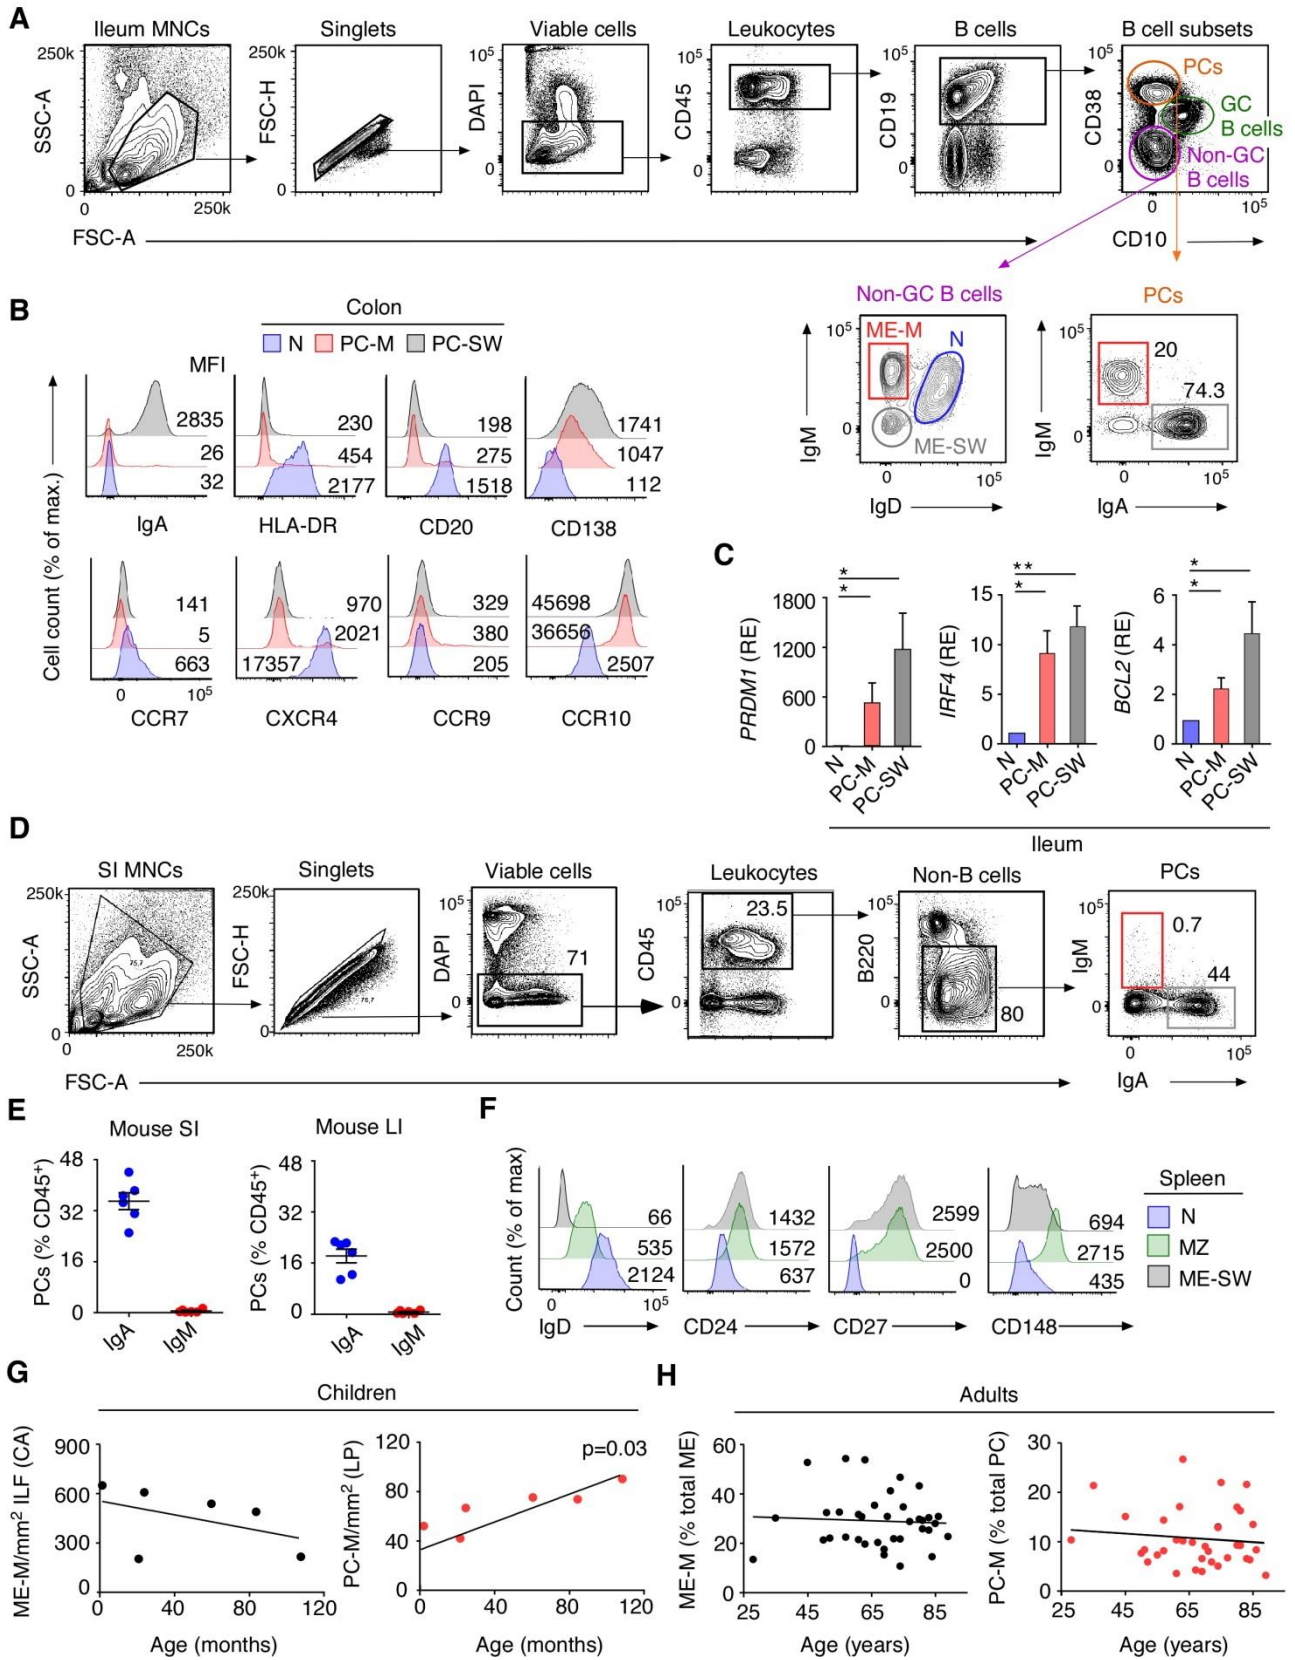 A
Ileum MNCs
Singlets
Viable cells
Leukocytes
B cells
B cell subsets
250k
SSC-A
0
0
250k
250k
FSC-H
0
10⁵
DAPI
0
10⁵
CD45
0
10⁵
CD19
0
10⁵
CD38
0
PCs
GC
B cells
Non-GC
B cells
0
10⁵
FSC-A
CD10
Non-GC B cells
PCs
10⁵
IgM
0
ME-M
N
ME-SW
0
10⁵
IgD
10⁵
IgM
0
20
74.3
0
10⁵
IgA
B
Colon
N
PC-M
PC-SW
MFI
Cell count (% of max.)
2835
26
32
IgA
230
454
2177
HLA-DR
198
275
1518
CD20
1741
1047
112
CD138
141
5
663
0
10⁵
CCR7
970
2021
17357
CXCR4
329
380
205
CCR9
45698
36656
2507
CCR10
C
PRDM1 (RE)
1800
1200
600
0
*
*
N
PC-M
PC-SW
IRF4 (RE)
15
10
5
0
**
*
N
PC-M
PC-SW
BCL2 (RE)
6
4
2
0
*
*
N
PC-M
PC-SW
Ileum
D
SI MNCs
Singlets
Viable cells
Leukocytes
Non-B cells
PCs
250k
SSC-A
0
75,7
0
250k
250k
FSC-H
0
75,7
10⁵
DAPI
0
71
10⁵
CD45
0
23.5
10⁵
B220
0
80
10⁵
IgM
0
0.7
44
0
10⁵
FSC-A
IgA
E
Mouse SI
PCs (% CD45⁺)
48
32
16
0
IgA
IgM
Mouse LI
PCs (% CD45⁺)
48
32
16
0
IgA
IgM
F
Count (% of max)
66
535
2124
0
10⁵
IgD
1432
1572
637
CD24
2599
2500
0
CD27
694
2715
435
CD148
Spleen
N
MZ
ME-SW
G
Children
ME-M/mm² ILF (CA)
900
600
300
0
0
40
80
120
Age (months)
PC-M/mm² (LP)
120
80
40
0
p=0.03
0
40
80
120
Age (months)
H
Adults
ME-M (% total ME)
60
40
20
0
25
45
65
85
Age (years)
PC-M (% total PC)
30
20
10
0
25
45
65
85
Age (years)